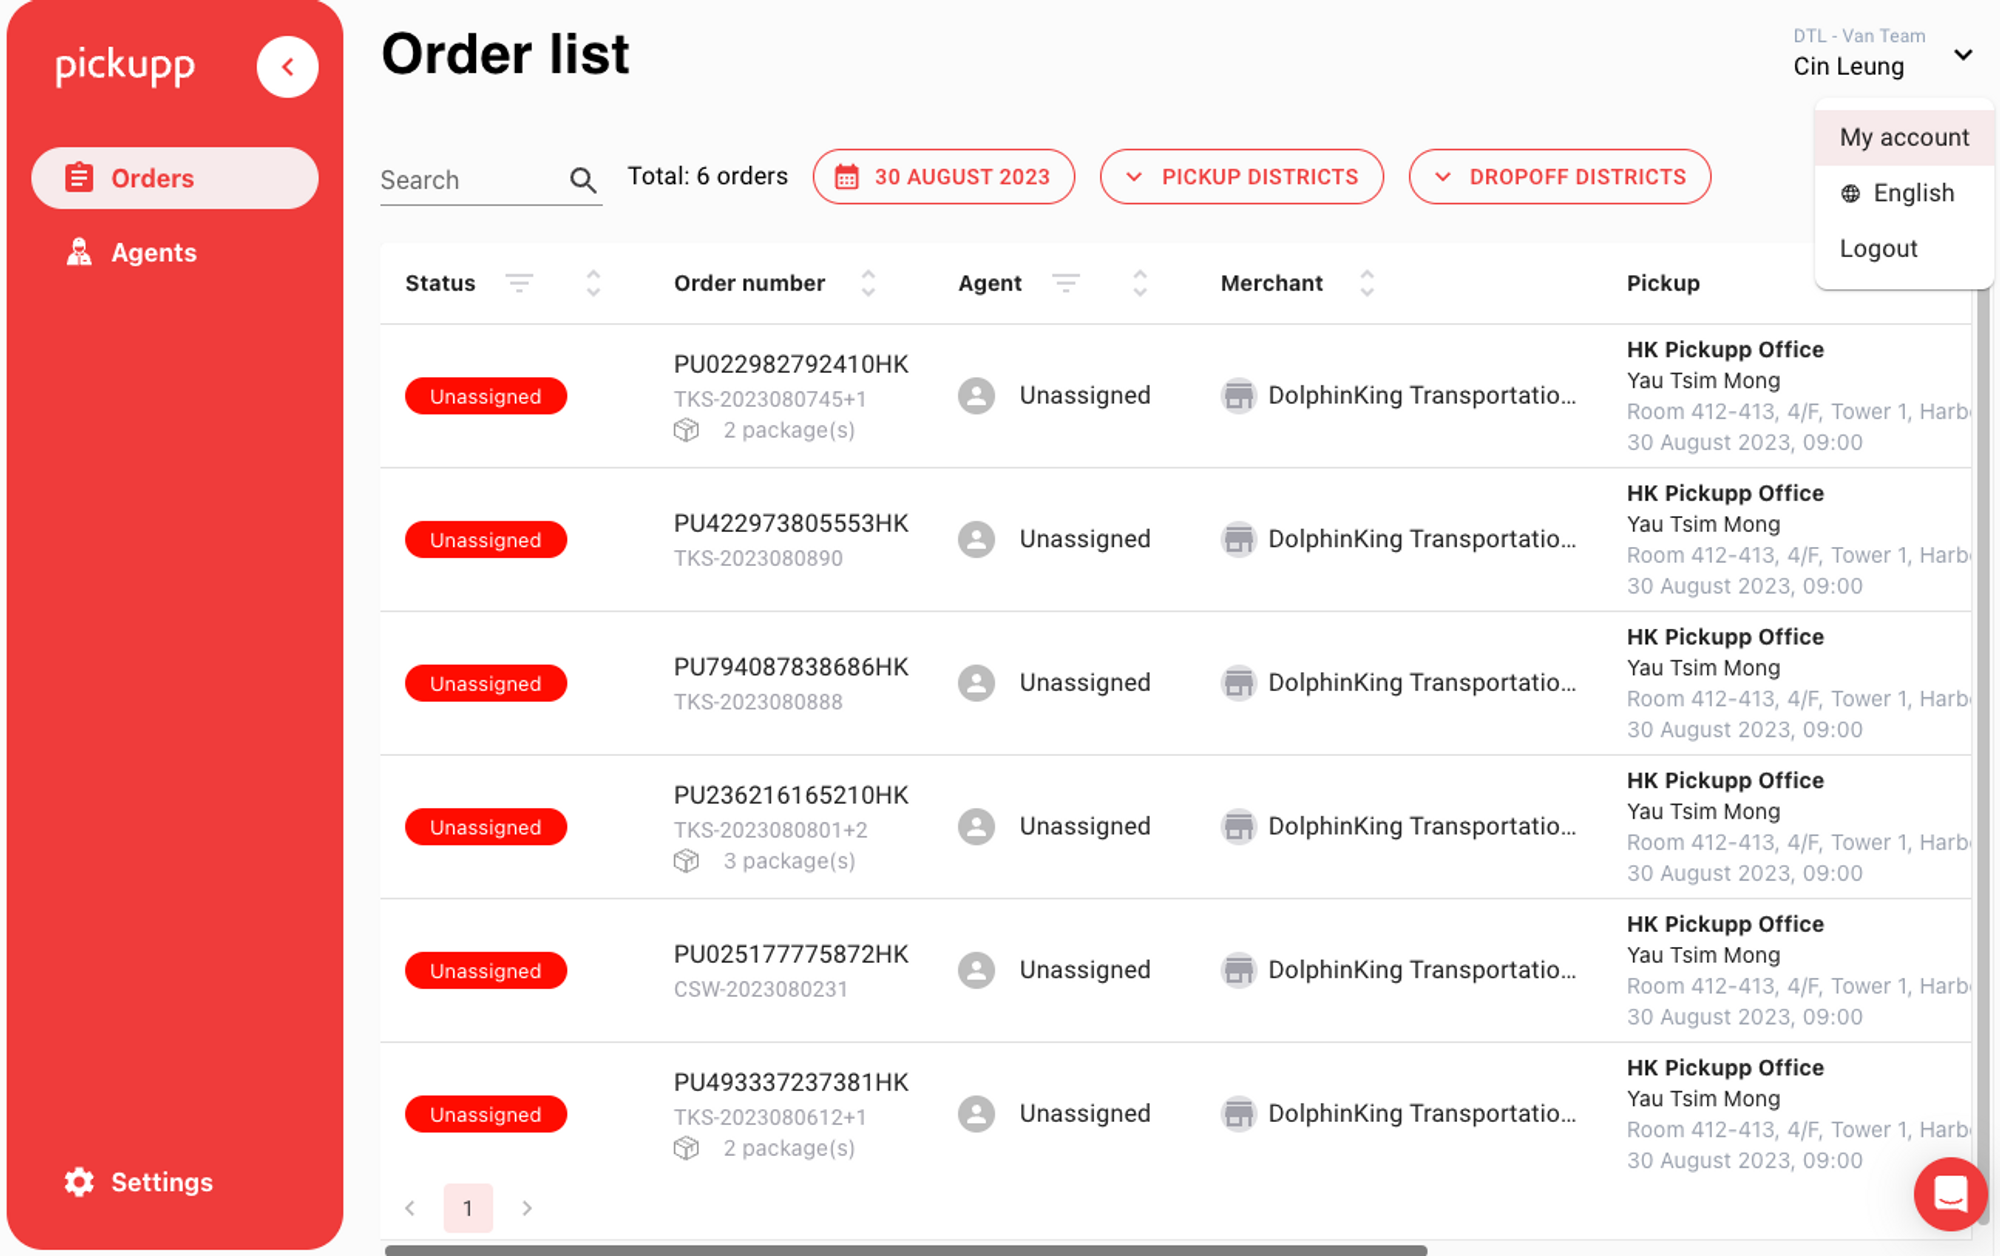 pickupp
Orders
Agents
Settings
Order list
DTL - Van Team
Cin Leung
My account
English
Logout
Search
Total: 6 orders
30 AUGUST 2023
PICKUP DISTRICTS
DROPOFF DISTRICTS
Status Order number Agent Merchant Pickup
Unassigned
PU022982792410HK
TKS-2023080745+1
2 package(s)
Unassigned
DolphinKing Transportatio...
HK Pickupp Office
Yau Tsim Mong
Room 412-413, 4/F, Tower 1, Harb
30 August 2023, 09:00
Unassigned
PU422973805553HK
TKS-2023080890
Unassigned
DolphinKing Transportatio...
HK Pickupp Office
Yau Tsim Mong
Room 412-413, 4/F, Tower 1, Harb
30 August 2023, 09:00
Unassigned
PU794087838686HK
TKS-2023080888
Unassigned
DolphinKing Transportatio...
HK Pickupp Office
Yau Tsim Mong
Room 412-413, 4/F, Tower 1, Harb
30 August 2023, 09:00
Unassigned
PU236216165210HK
TKS-2023080801+2
3 package(s)
Unassigned
DolphinKing Transportatio...
HK Pickupp Office
Yau Tsim Mong
Room 412-413, 4/F, Tower 1, Harb
30 August 2023, 09:00
Unassigned
PU025177775872HK
CSW-2023080231
Unassigned
DolphinKing Transportatio...
HK Pickupp Office
Yau Tsim Mong
Room 412-413, 4/F, Tower 1, Harb
30 August 2023, 09:00
Unassigned
PU493337237381HK
TKS-2023080612+1
2 package(s)
Unassigned
DolphinKing Transportatio...
HK Pickupp Office
Yau Tsim Mong
Room 412-413, 4/F, Tower 1, Harb
30 August 2023, 09:00
1